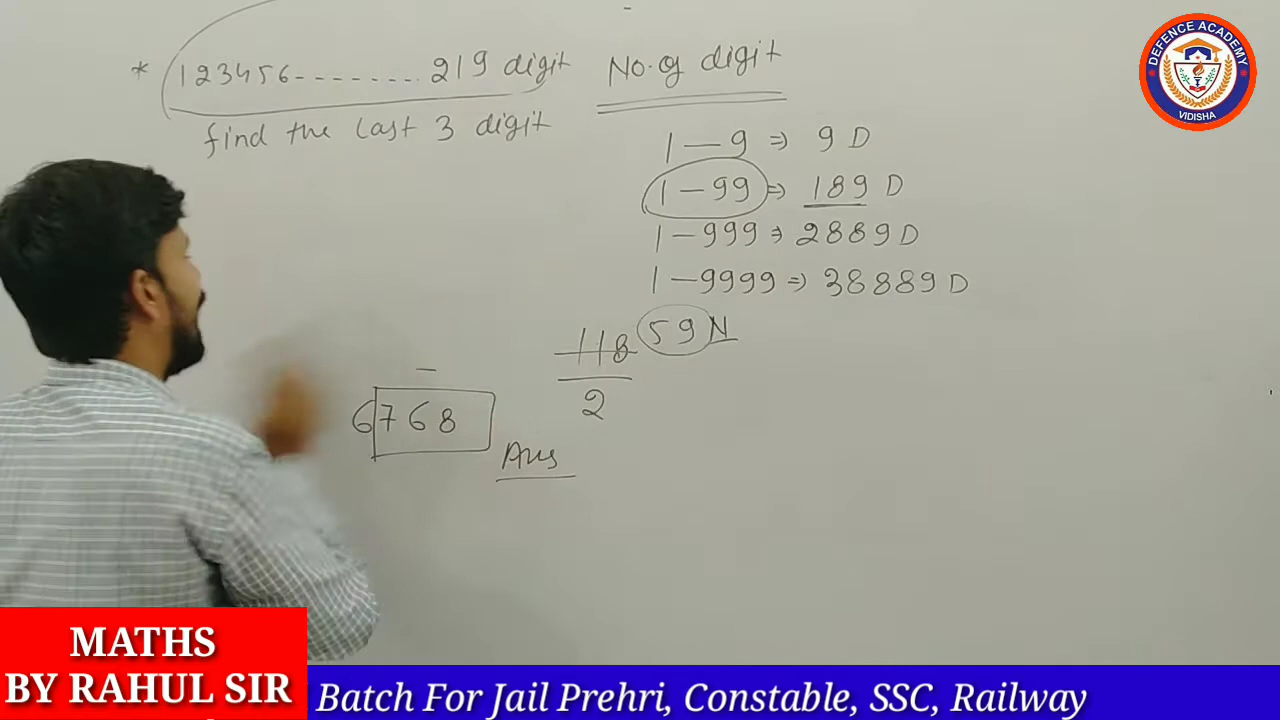 * 123456-------.219 digit
find the last 3 digit
No. of digit
1 — 9 ⇒ 9 D
1 — 99 ⇒ 189 D
1 — 999 ⇒ 2889 D
1 — 9999 ⇒ 38889 D
118
2
59 N
6768
Ans
DEFENCE ACADEMY
VIDISHA
MATHS
BY RAHUL SIR
Batch For Jail Prehri, Constable, SSC, Railway